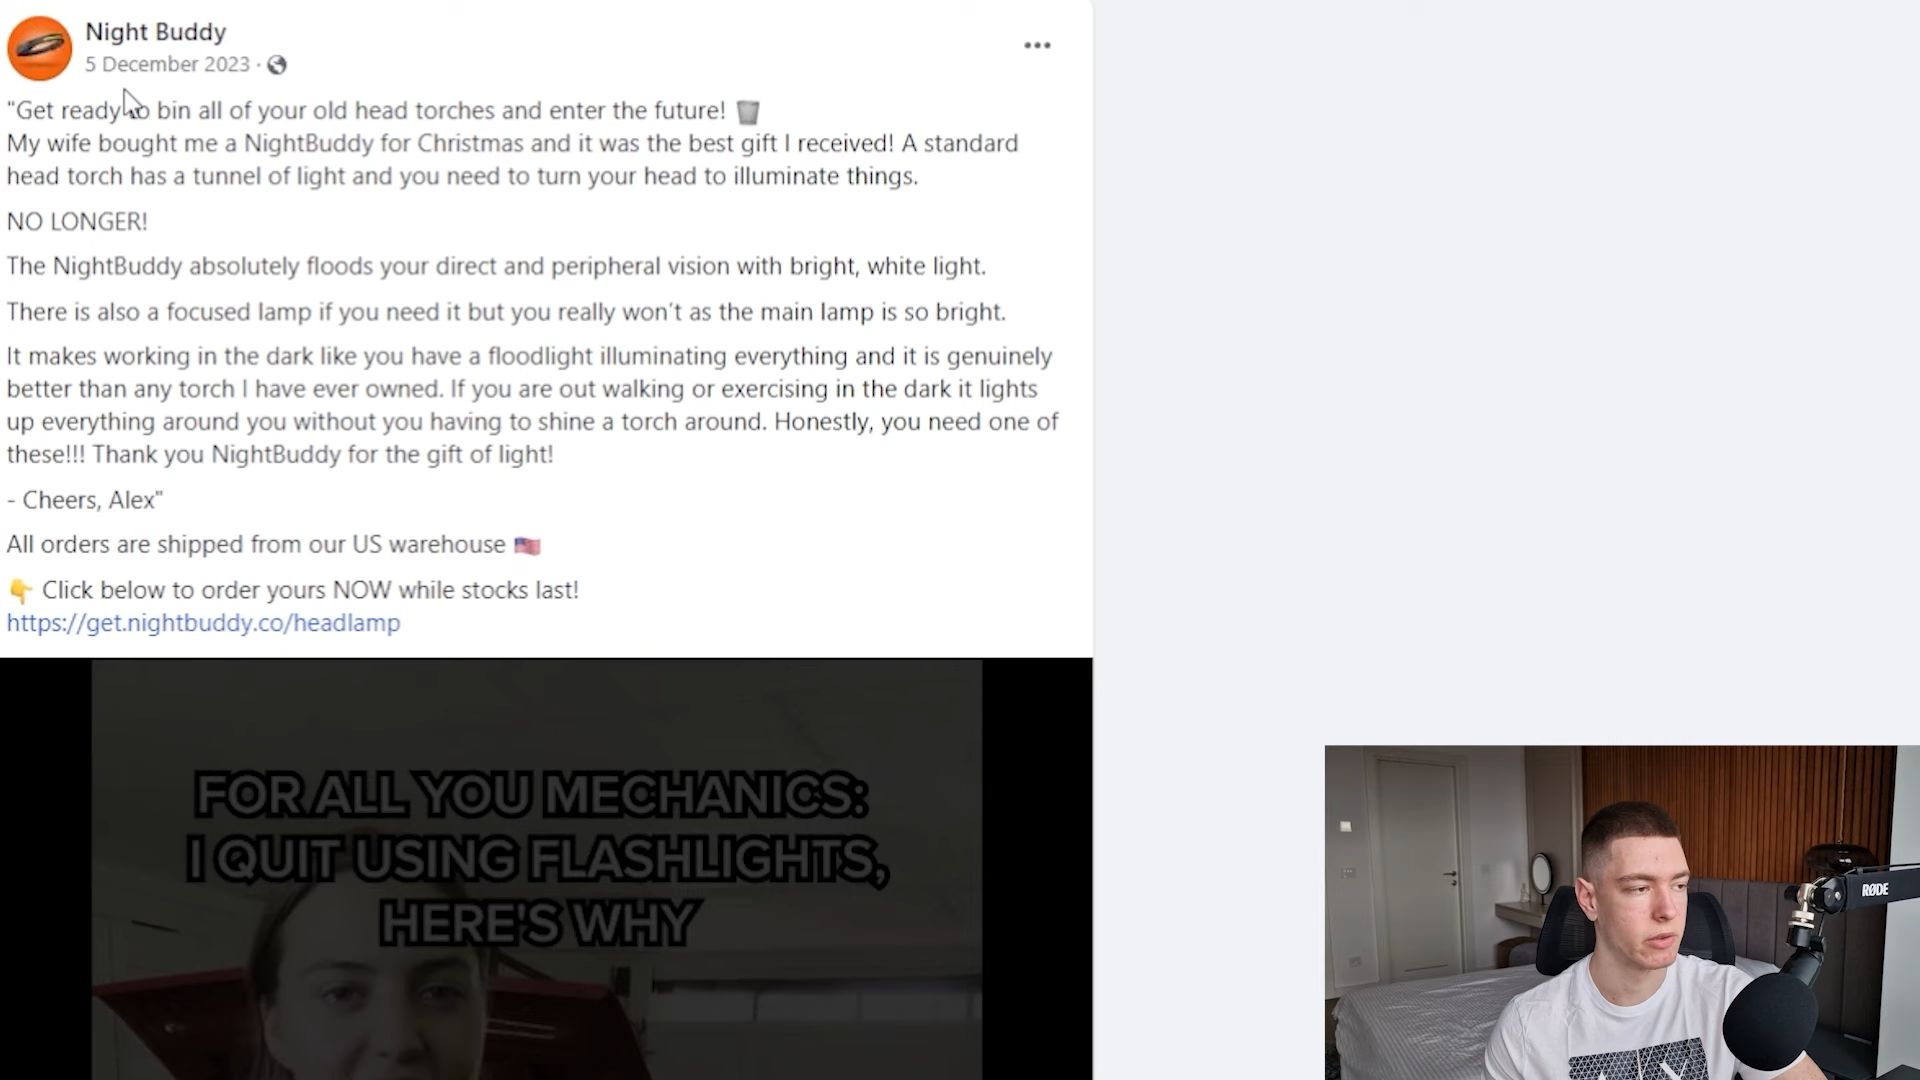 Night Buddy
5 December 2023 ·
"Get ready to bin all of your old head torches and enter the future! 🗑️
My wife bought me a NightBuddy for Christmas and it was the best gift I received! A standard
head torch has a tunnel of light and you need to turn your head to illuminate things.
NO LONGER!
The NightBuddy absolutely floods your direct and peripheral vision with bright, white light.
There is also a focused lamp if you need it but you really won't as the main lamp is so bright.
It makes working in the dark like you have a floodlight illuminating everything and it is genuinely
better than any torch I have ever owned. If you are out walking or exercising in the dark it lights
up everything around you without you having to shine a torch around. Honestly, you need one of
these!!! Thank you NightBuddy for the gift of light!
- Cheers, Alex"
All orders are shipped from our US warehouse 🇺🇸
👇 Click below to order yours NOW while stocks last!
https://get.nightbuddy.co/headlamp
FOR ALL YOU MECHANICS:
I QUIT USING FLASHLIGHTS,
HERE'S WHY
RØDE